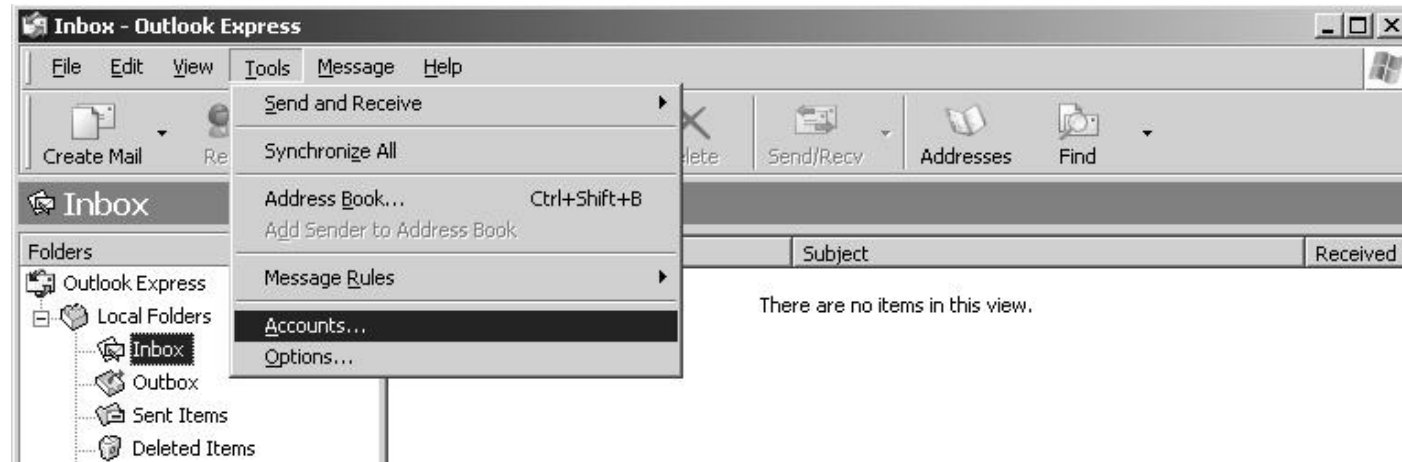 Inbox - Outlook Express
File Edit View Tools Message Help
Create Mail Re lete Send/Recv Addresses Find
Send and Receive
Synchronize All
Address Book... Ctrl+Shift+B
Add Sender to Address Book
Message Rules
Accounts...
Options...
Inbox
Folders Subject Received
Outlook Express
Local Folders
Inbox
Outbox
Sent Items
Deleted Items
There are no items in this view.